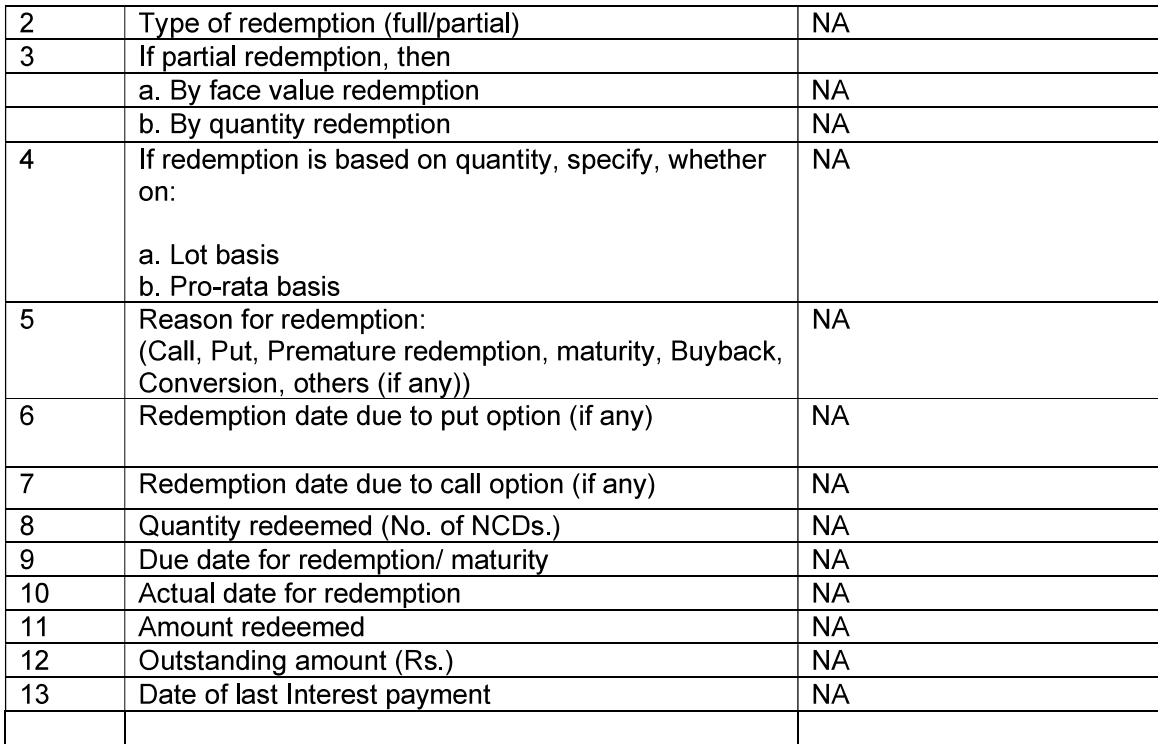 2 Type of redemption (full/partial) NA
3 If partial redemption, then
a. By face value redemption NA
b. By quantity redemption NA
4 If redemption is based on quantity, specify, whether NA
on:
a. Lot basis
b. Pro-rata basis
5 Reason for redemption: NA
(Call, Put, Premature redemption, maturity, Buyback,
Conversion, others (if any))
6 Redemption date due to put option (if any) NA
7 Redemption date due to call option (if any) NA
8 Quantity redeemed (No. of NCDs.) NA
9 Due date for redemption/ maturity NA
10 Actual date for redemption NA
11 Amount redeemed NA
12 Outstanding amount (Rs.) NA
13 Date of last Interest payment NA